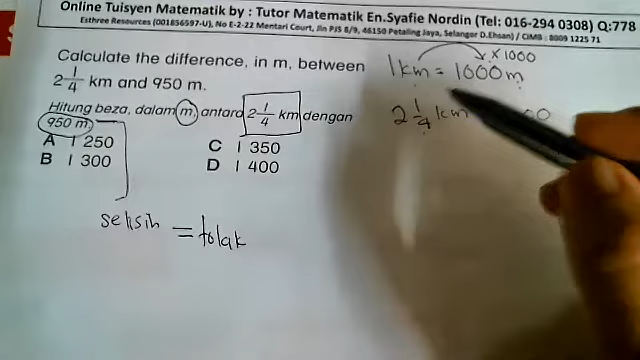 Online Tuisyen Matematik by : Tutor Matematik En.Syafie Nordin (Tel: 016-294 0308) Q:778
Esthree Resources (001856597-U), No E-2-22 Mentari Court, Jln PJS 8/9, 46150 Petaling Jaya, Selangor D.Ehsan) / CIMB : 8009 1225 71
Calculate the difference, in m, between
2 1/4 km and 950 m.
Hitung beza, dalam m, antara 2 1/4 km dengan
950 m.
A 1 250
C 1 350
B 1 300
D 1 400
selisih = tolak
× 1000
1 km = 1000 m
2 1/4 km